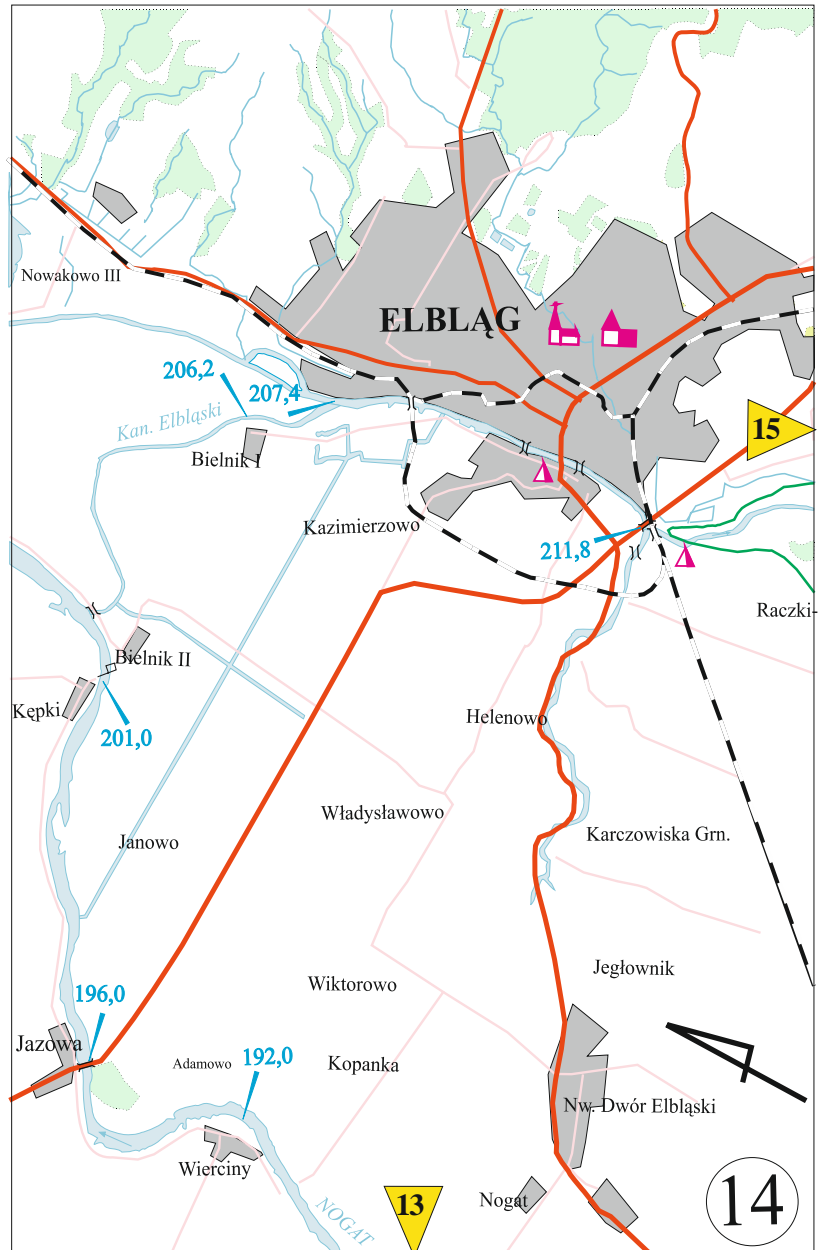 Nowakowo III
ELBLĄG
206,2
207,4
Kan. Elbląski
15
Bielnik I
Kazimierzowo
211,8
Raczki-
Bielnik II
Kępki
201,0
Helenowo
Władysławowo
Janowo
Karczowiska Grn.
Jegłownik
Wiktorowo
196,0
Jazowa
Adamowo
192,0
Kopanka
Nw. Dwór Elbląski
Wierciny
Nogat
NOGAT
13
14